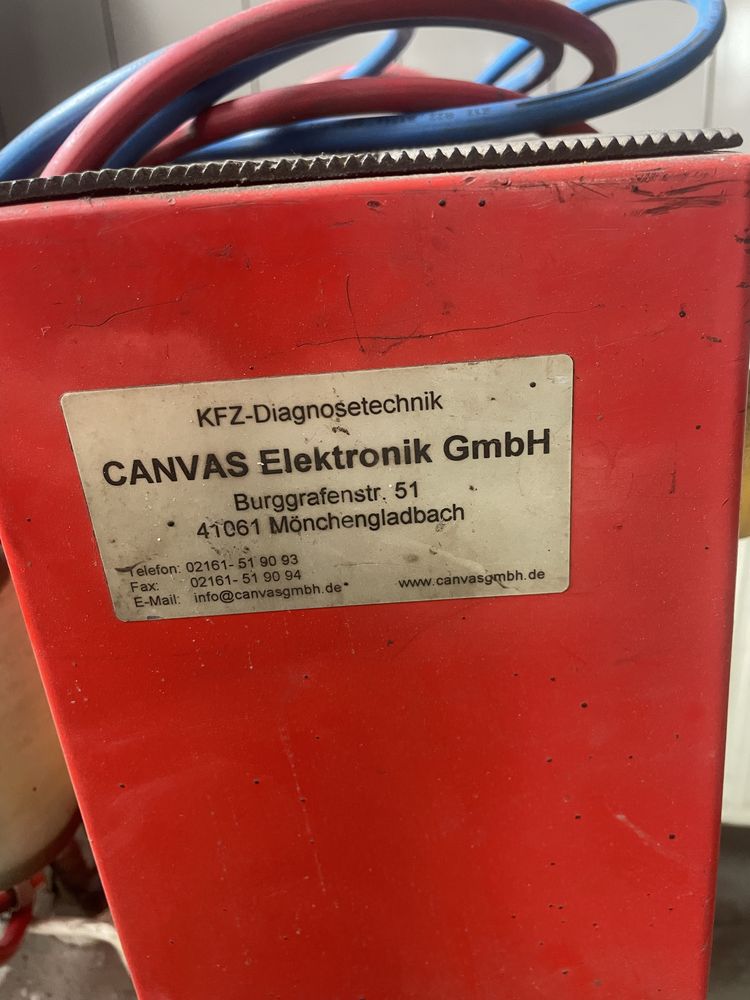 KFZ-Diagnosetechnik
CANVAS Elektronik GmbH
Burggrafenstr. 51
41061 Mönchengladbach
Telefon: 02161- 51 90 93
Fax: 02161- 51 90 94
E-Mail: info@canvasgmbh.de
www.canvasgmbh.de